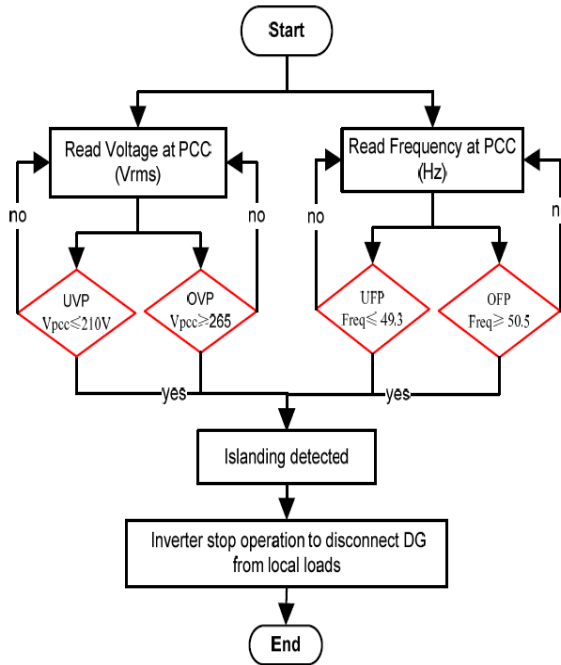 Start
Read Voltage at PCC
(Vrms)
Read Frequency at PCC
(Hz)
no
no
no
n
UVP
Vpcc≤210V
OVP
Vpcc≥265
UFP
Freq≤ 49.3
OFP
Freq≥ 50.5
yes
yes
Islanding detected
Inverter stop operation to disconnect DG
from local loads
End